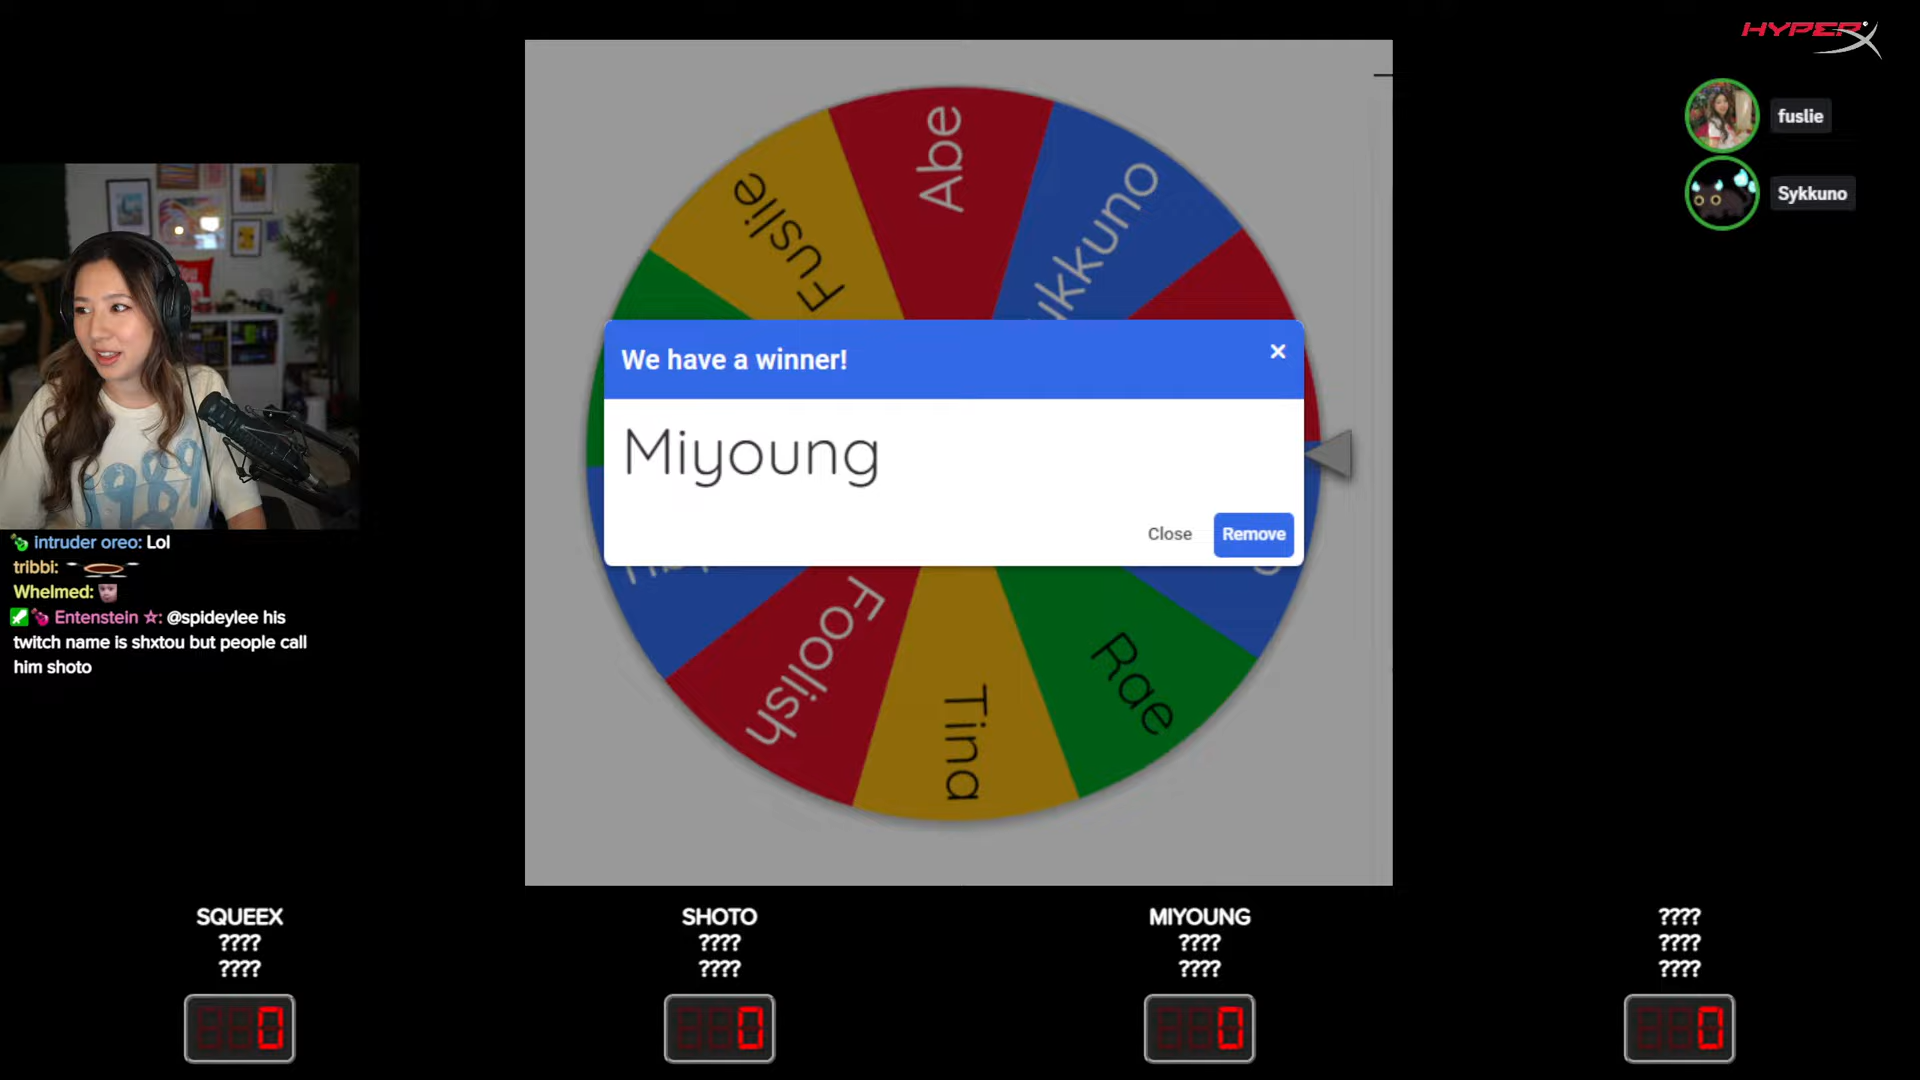 HYPERX
fuslie
Sykkuno
Abe
Fuslie
ukkuno
We have a winner!
Miyoung
Close
Remove
Foolish
Tina
Rae
1989
intruder oreo: Lol
tribbi:
Whelmed:
Entenstein ☆: @spideylee his
twitch name is shxtou but people call
him shoto
SQUEEX
????
????
0
SHOTO
????
????
0
MIYOUNG
????
????
0
????
????
????
0